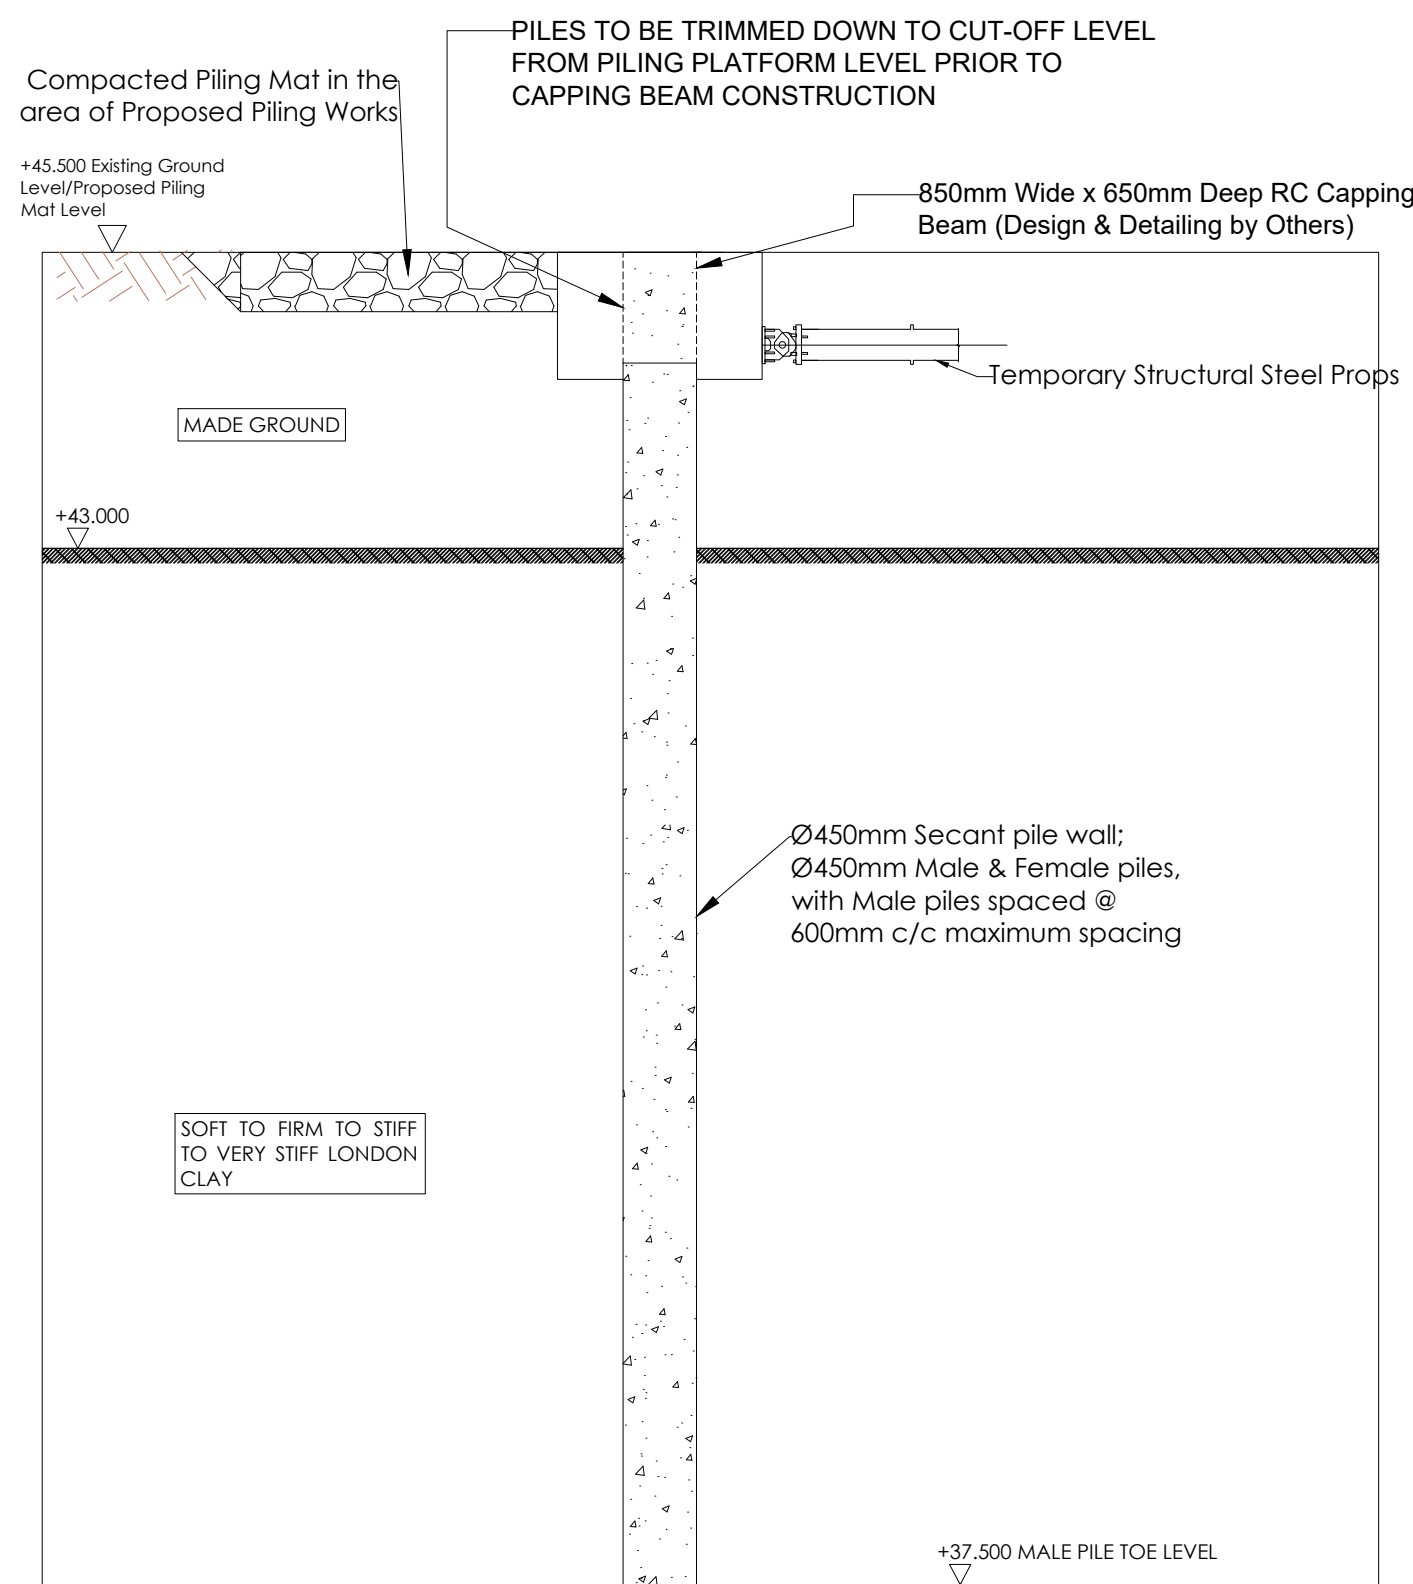 PILES TO BE TRIMMED DOWN TO CUT-OFF LEVEL
FROM PILING PLATFORM LEVEL PRIOR TO
CAPPING BEAM CONSTRUCTION
Compacted Piling Mat in the
area of Proposed Piling Works
+45.500 Existing Ground
Level/Proposed Piling
Mat Level
850mm Wide x 650mm Deep RC Capping
Beam (Design & Detailing by Others)
Temporary Structural Steel Props
MADE GROUND
+43.000
Ø450mm Secant pile wall;
Ø450mm Male & Female piles,
with Male piles spaced @
600mm c/c maximum spacing
SOFT TO FIRM TO STIFF
TO VERY STIFF LONDON
CLAY
+37.500 MALE PILE TOE LEVEL